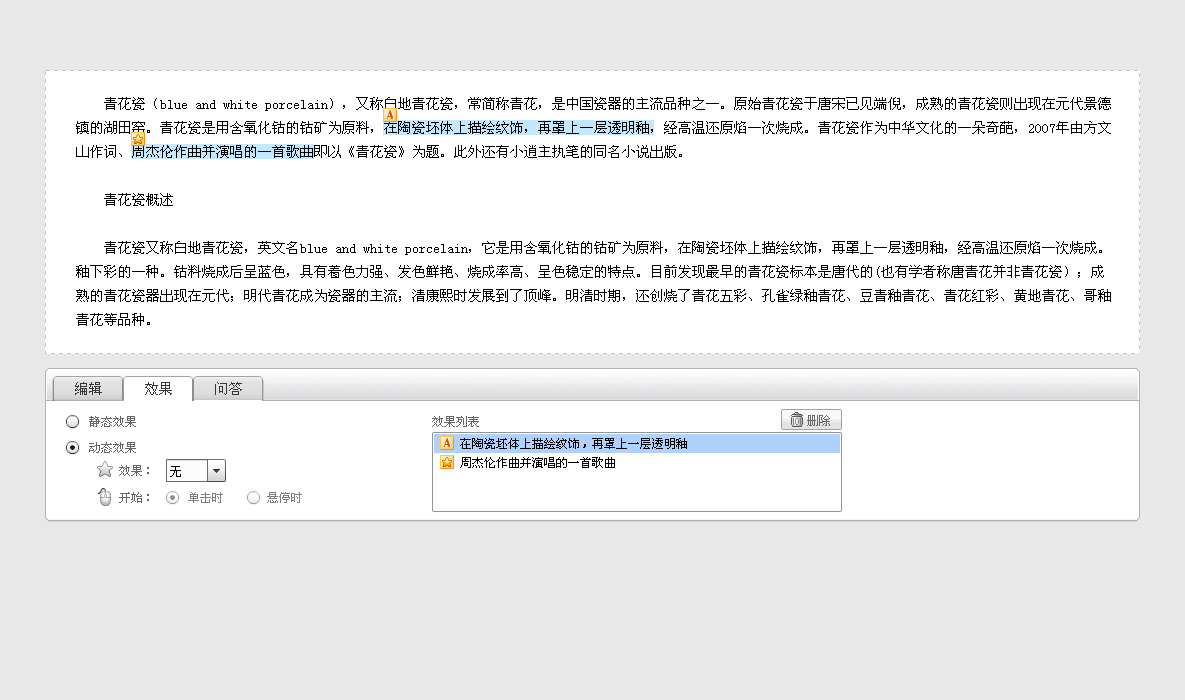 青花瓷（blue and white porcelain），又称白地青花瓷，常简称青花，是中国瓷器的主流品种之一。原始青花瓷于唐宋已见端倪，成熟的青花瓷则出现在元代景德
镇的湖田窑。青花瓷是用含氧化钴的钴矿为原料，在陶瓷坯体上描绘纹饰，再罩上一层透明釉，经高温还原焰一次烧成。青花瓷作为中华文化的一朵奇葩，2007年由方文
山作词、周杰伦作曲并演唱的一首歌曲即以《青花瓷》为题。此外还有小逍主执笔的同名小说出版。
青花瓷概述
青花瓷又称白地青花瓷，英文名blue and white porcelain，它是用含氧化钴的钴矿为原料，在陶瓷坯体上描绘纹饰，再罩上一层透明釉，经高温还原焰一次烧成。
釉下彩的一种。钴料烧成后呈蓝色，具有着色力强、发色鲜艳、烧成率高、呈色稳定的特点。目前发现最早的青花瓷标本是唐代的(也有学者称唐青花并非青花瓷）；成
熟的青花瓷器出现在元代；明代青花成为瓷器的主流；清康熙时发展到了顶峰。明清时期，还创烧了青花五彩、孔雀绿釉青花、豆青釉青花、青花红彩、黄地青花、哥釉
青花等品种。
编辑 效果 问答
静态效果
动态效果
效果： 无
开始： 单击时 悬停时
效果列表 删除
A 在陶瓷坯体上描绘纹饰，再罩上一层透明釉
周杰伦作曲并演唱的一首歌曲